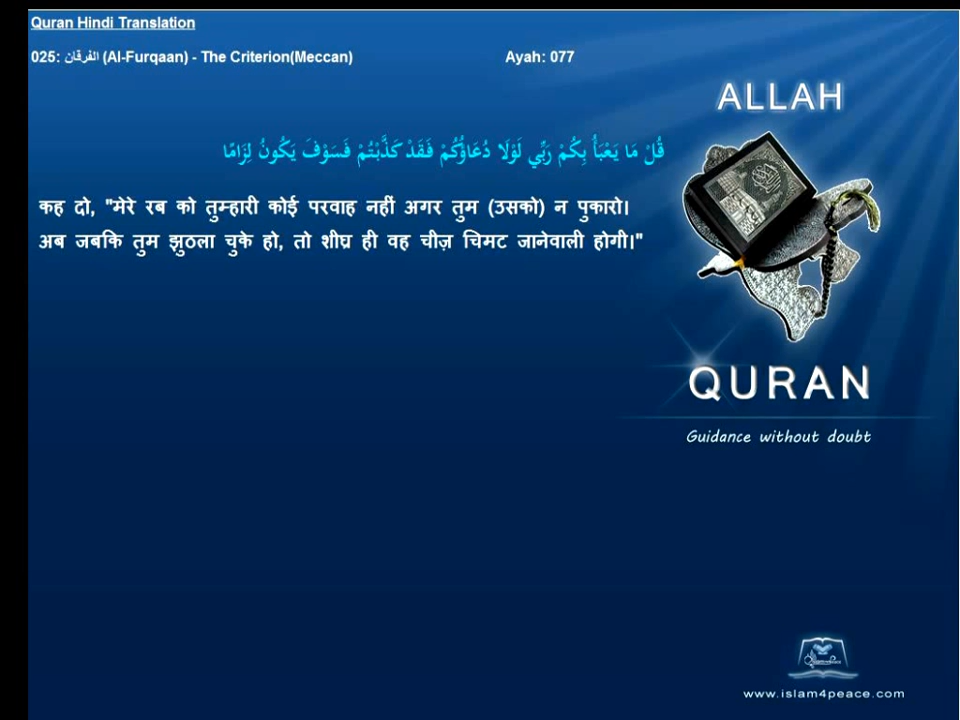 Quran Hindi Translation
025: الفرقان (Al-Furqaan) - The Criterion(Meccan) Ayah: 077
ALLAH
قُلْ مَا يَعْبَأُ بِكُمْ رَبِّي لَوْلَا دُعَاؤُكُمْ فَقَدْ كَذَّبْتُمْ فَسَوْفَ يَكُونُ لِزَامًا
कह दो, "मेरे रब को तुम्हारी कोई परवाह नहीं अगर तुम (उसको) न पुकारो।
अब जबकि तुम झुठला चुके हो, तो शीघ्र ही वह चीज़ चिमट जानेवाली होगी।"
QURAN
Guidance without doubt
www.islam4peace.com